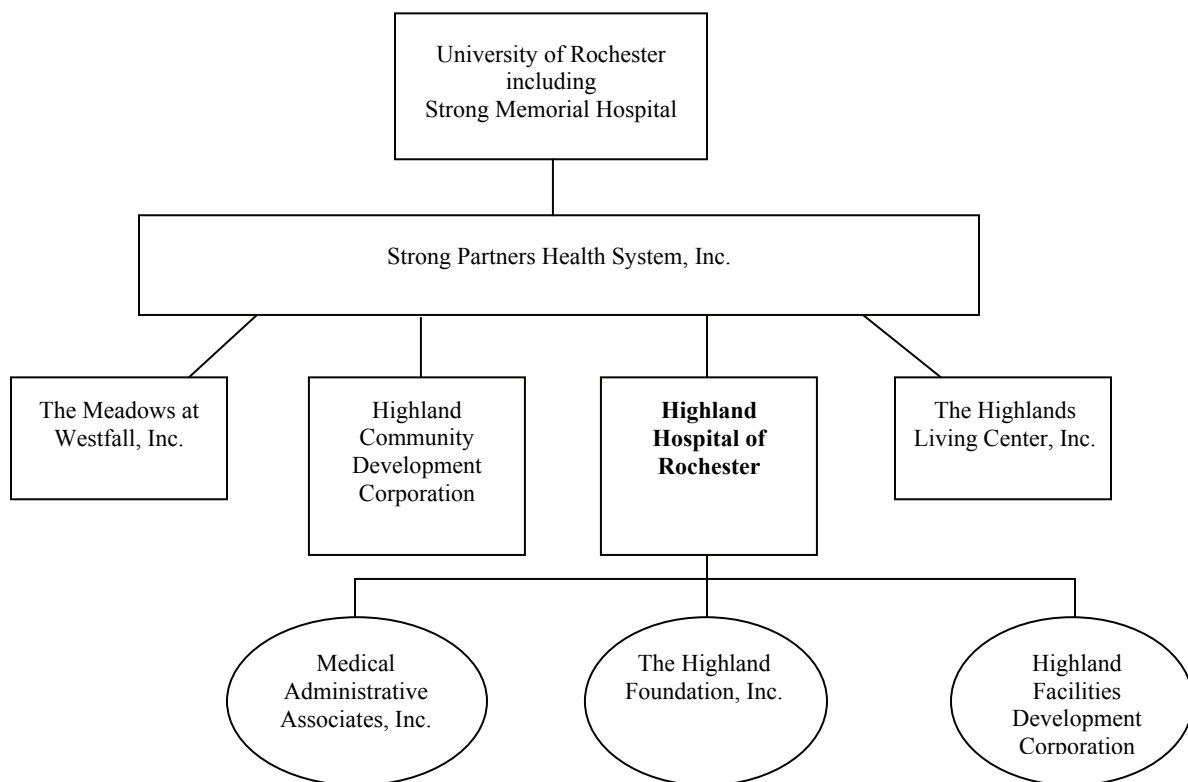 University of Rochester
including
Strong Memorial Hospital
Strong Partners Health System, Inc.
The Meadows at
Westfall, Inc.
Highland
Community
Development
Corporation
Highland
Hospital of
Rochester
The Highlands
Living Center, Inc.
Medical
Administrative
Associates, Inc.
The Highland
Foundation, Inc.
Highland
Facilities
Development
Corporation